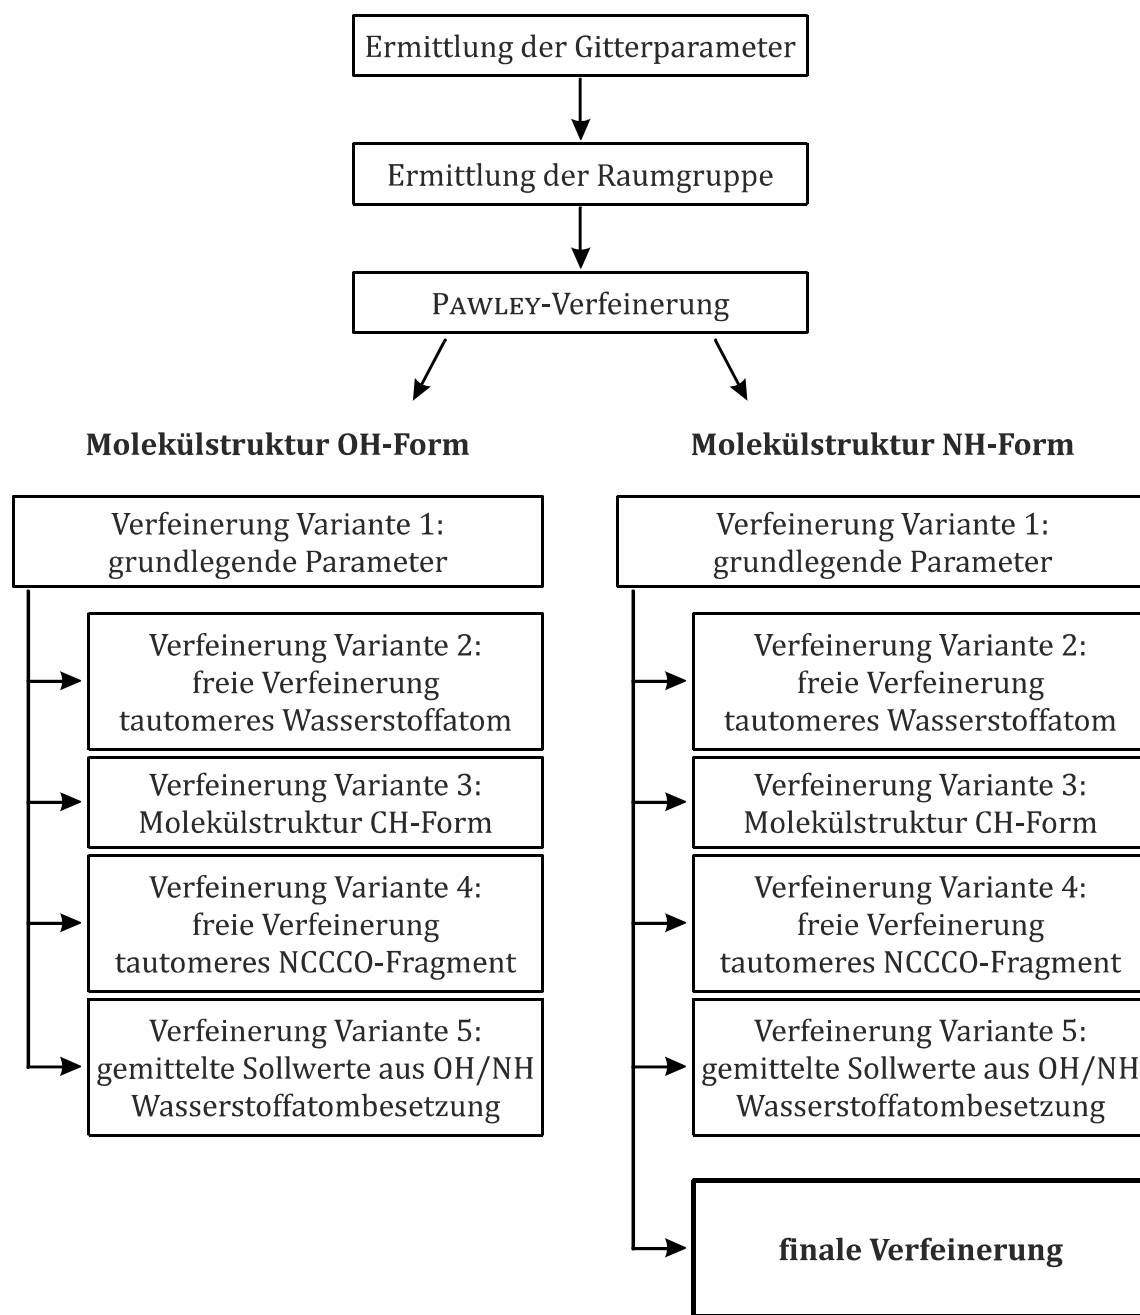 Ermittlung der Gitterparameter
Ermittlung der Raumgruppe
PAWLEY-Verfeinerung
Molekülstruktur OH-Form
Verfeinerung Variante 1:
grundlegende Parameter
Verfeinerung Variante 2:
freie Verfeinerung
tautomeres Wasserstoffatom
Verfeinerung Variante 3:
Molekülstruktur CH-Form
Verfeinerung Variante 4:
freie Verfeinerung
tautomeres NCCCO-Fragment
Verfeinerung Variante 5:
gemittelte Sollwerte aus OH/NH
Wasserstoffatombesetzung
Molekülstruktur NH-Form
Verfeinerung Variante 1:
grundlegende Parameter
Verfeinerung Variante 2:
freie Verfeinerung
tautomeres Wasserstoffatom
Verfeinerung Variante 3:
Molekülstruktur CH-Form
Verfeinerung Variante 4:
freie Verfeinerung
tautomeres NCCCO-Fragment
Verfeinerung Variante 5:
gemittelte Sollwerte aus OH/NH
Wasserstoffatombesetzung
finale Verfeinerung